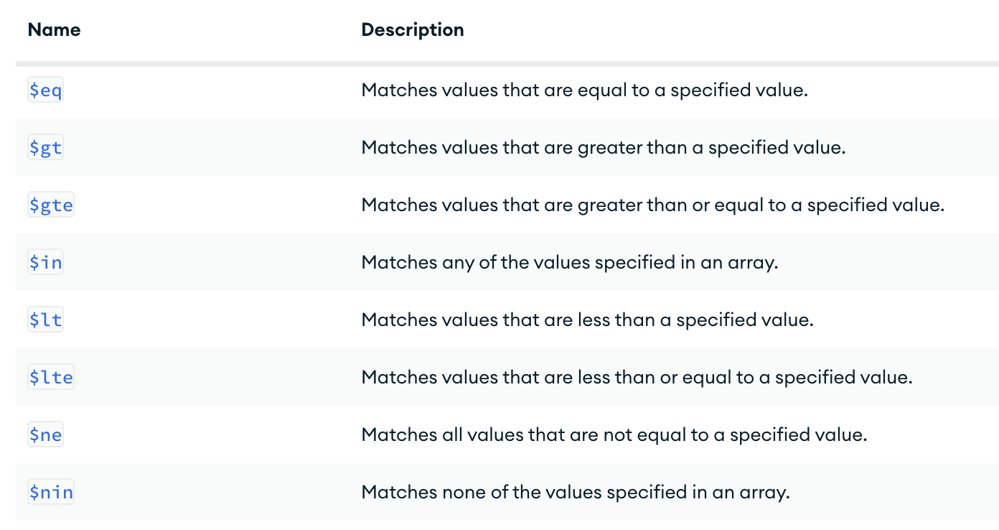 Name Description
$eq Matches values that are equal to a specified value.
$gt Matches values that are greater than a specified value.
$gte Matches values that are greater than or equal to a specified value.
$in Matches any of the values specified in an array.
$lt Matches values that are less than a specified value.
$lte Matches values that are less than or equal to a specified value.
$ne Matches all values that are not equal to a specified value.
$nin Matches none of the values specified in an array.